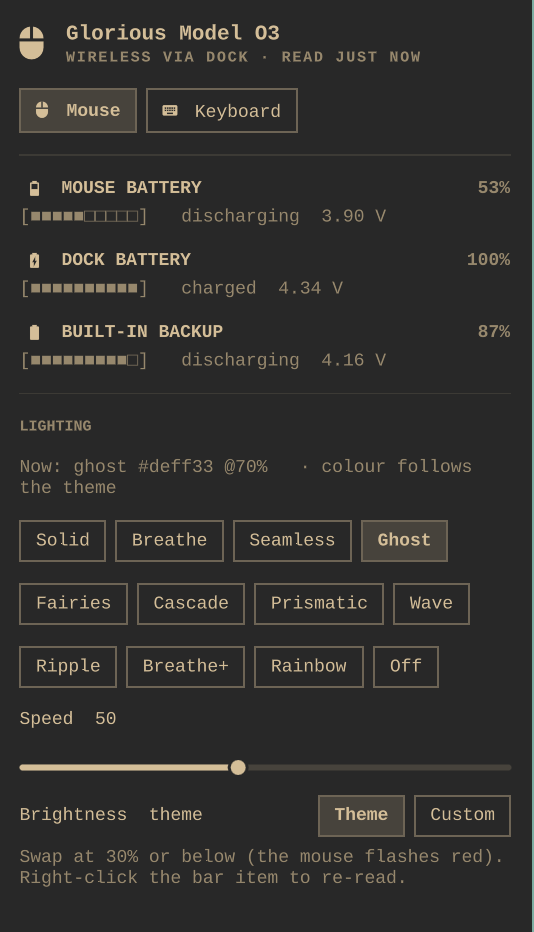 Glorious Model O3
WIRELESS VIA DOCK · READ JUST NOW
Mouse Keyboard
MOUSE BATTERY 53%
[■■■■■□□□□□] discharging 3.90 V
DOCK BATTERY 100%
[■■■■■■■■■■] charged 4.34 V
BUILT-IN BACKUP 87%
[■■■■■■■■■□] discharging 4.16 V
LIGHTING
Now: ghost #deff33 @70% · colour follows
the theme
Solid Breathe Seamless Ghost
Fairies Cascade Prismatic Wave
Ripple Breathe+ Rainbow Off
Speed 50
Brightness theme Theme Custom
Swap at 30% or below (the mouse flashes red).
Right-click the bar item to re-read.